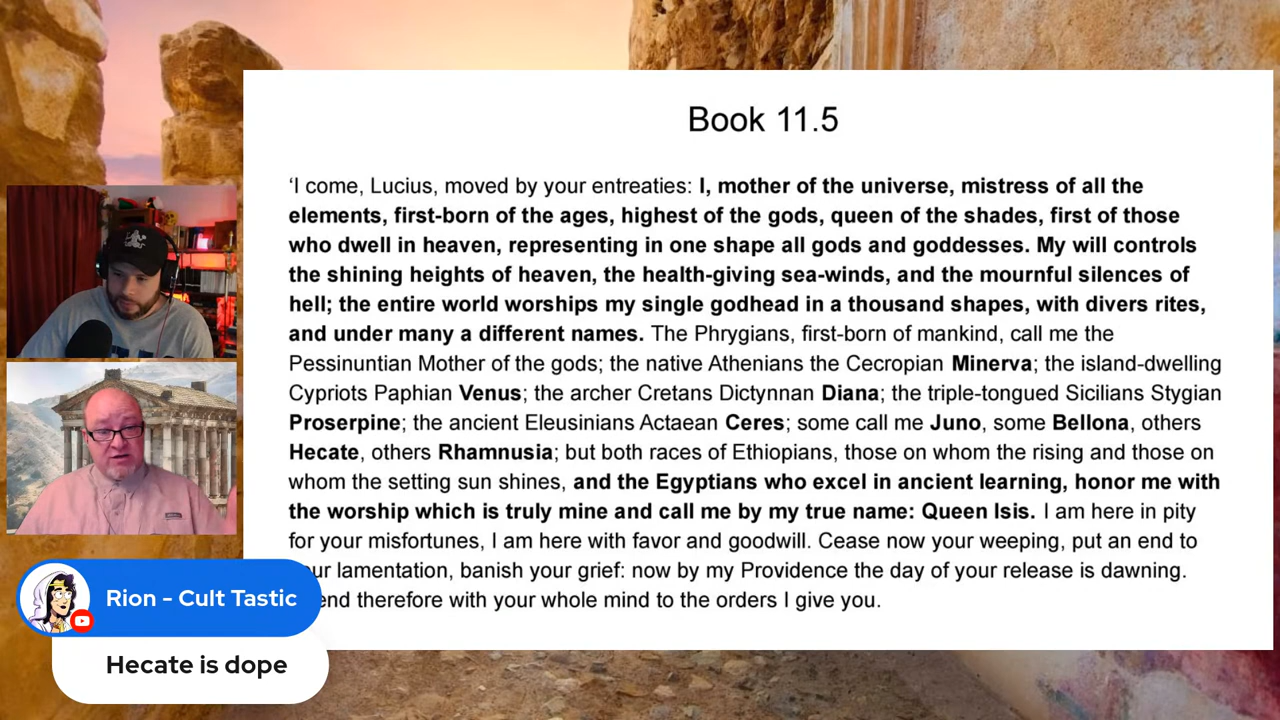 Book 11.5
‘I come, Lucius, moved by your entreaties: I, mother of the universe, mistress of all the
elements, first-born of the ages, highest of the gods, queen of the shades, first of those
who dwell in heaven, representing in one shape all gods and goddesses. My will controls
the shining heights of heaven, the health-giving sea-winds, and the mournful silences of
hell; the entire world worships my single godhead in a thousand shapes, with divers rites,
and under many a different names. The Phrygians, first-born of mankind, call me the
Pessinuntian Mother of the gods; the native Athenians the Cecropian Minerva; the island-dwelling
Cypriots Paphian Venus; the archer Cretans Dictynnan Diana; the triple-tongued Sicilians Stygian
Proserpine; the ancient Eleusinians Actaean Ceres; some call me Juno, some Bellona, others
Hecate, others Rhamnusia; but both races of Ethiopians, those on whom the rising and those on
whom the setting sun shines, and the Egyptians who excel in ancient learning, honor me with
the worship which is truly mine and call me by my true name: Queen Isis. I am here in pity
for your misfortunes, I am here with favor and goodwill. Cease now your weeping, put an end to
lamentation, banish your grief: now by my Providence the day of your release is dawning.
therefore with your whole mind to the orders I give you.
Rion - Cult Tastic
Hecate is dope